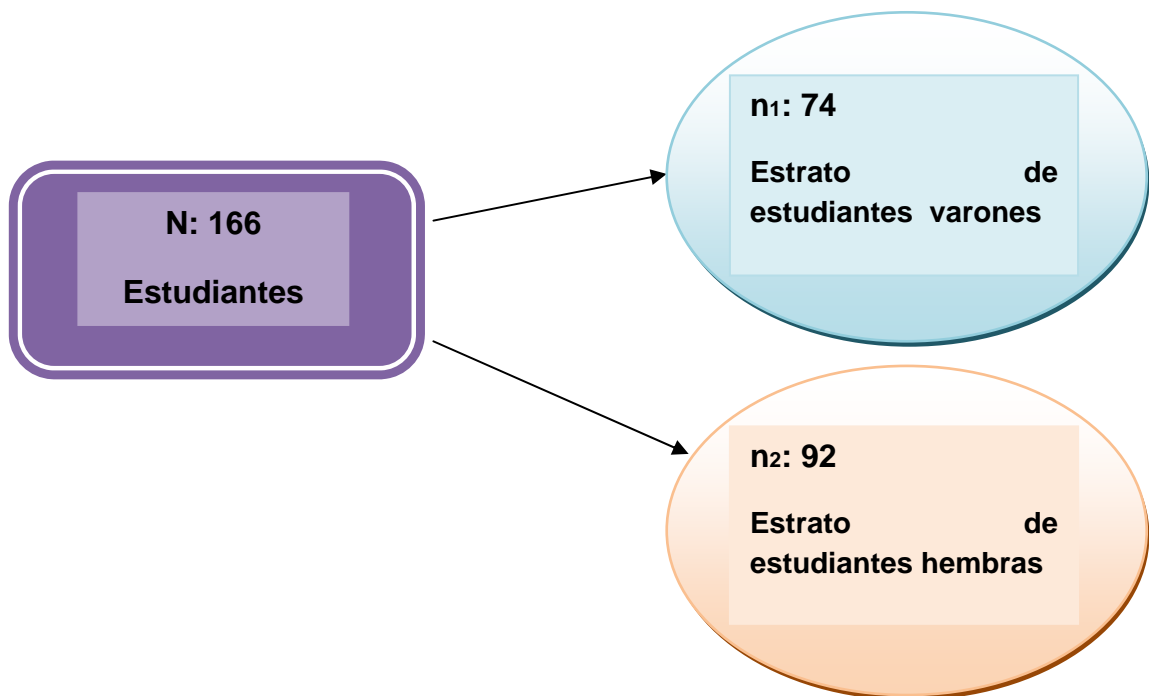 N: 166
Estudiantes
n1: 74
Estrato de
estudiantes varones
n2: 92
Estrato de
estudiantes hembras